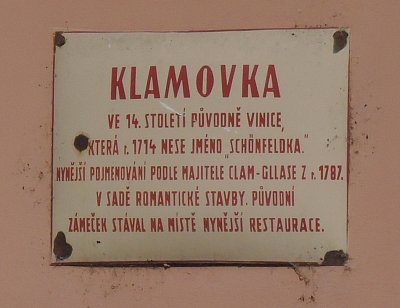 KLAMOVKA
VE 14. STOLETÍ PŮVODNĚ VINICE,
KTERÁ r. 1714 NESE JMÉNO „SCHÖNFELDKA."
NYNĚJŠÍ POJMENOVÁNÍ PODLE MAJITELE CLAM-GLLASE Z r. 1787.
V SADĚ ROMANTICKÉ STAVBY. PŮVODNÍ
ZÁMEČEK STÁVAL NA MÍSTĚ NYNĚJŠÍ RESTAURACE.